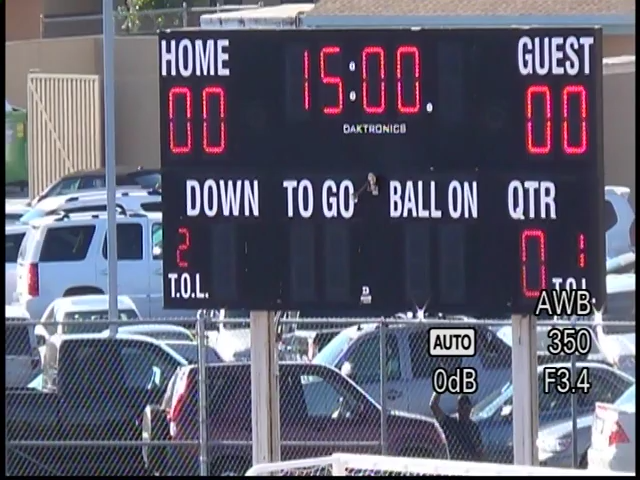 HOME 15:00 GUEST
00 00
DAKTRONICS
DOWN TO GO BALL ON QTR
2 0 1
T.O.L. T.O.L.
AWB
AUTO 350
0dB F3.4